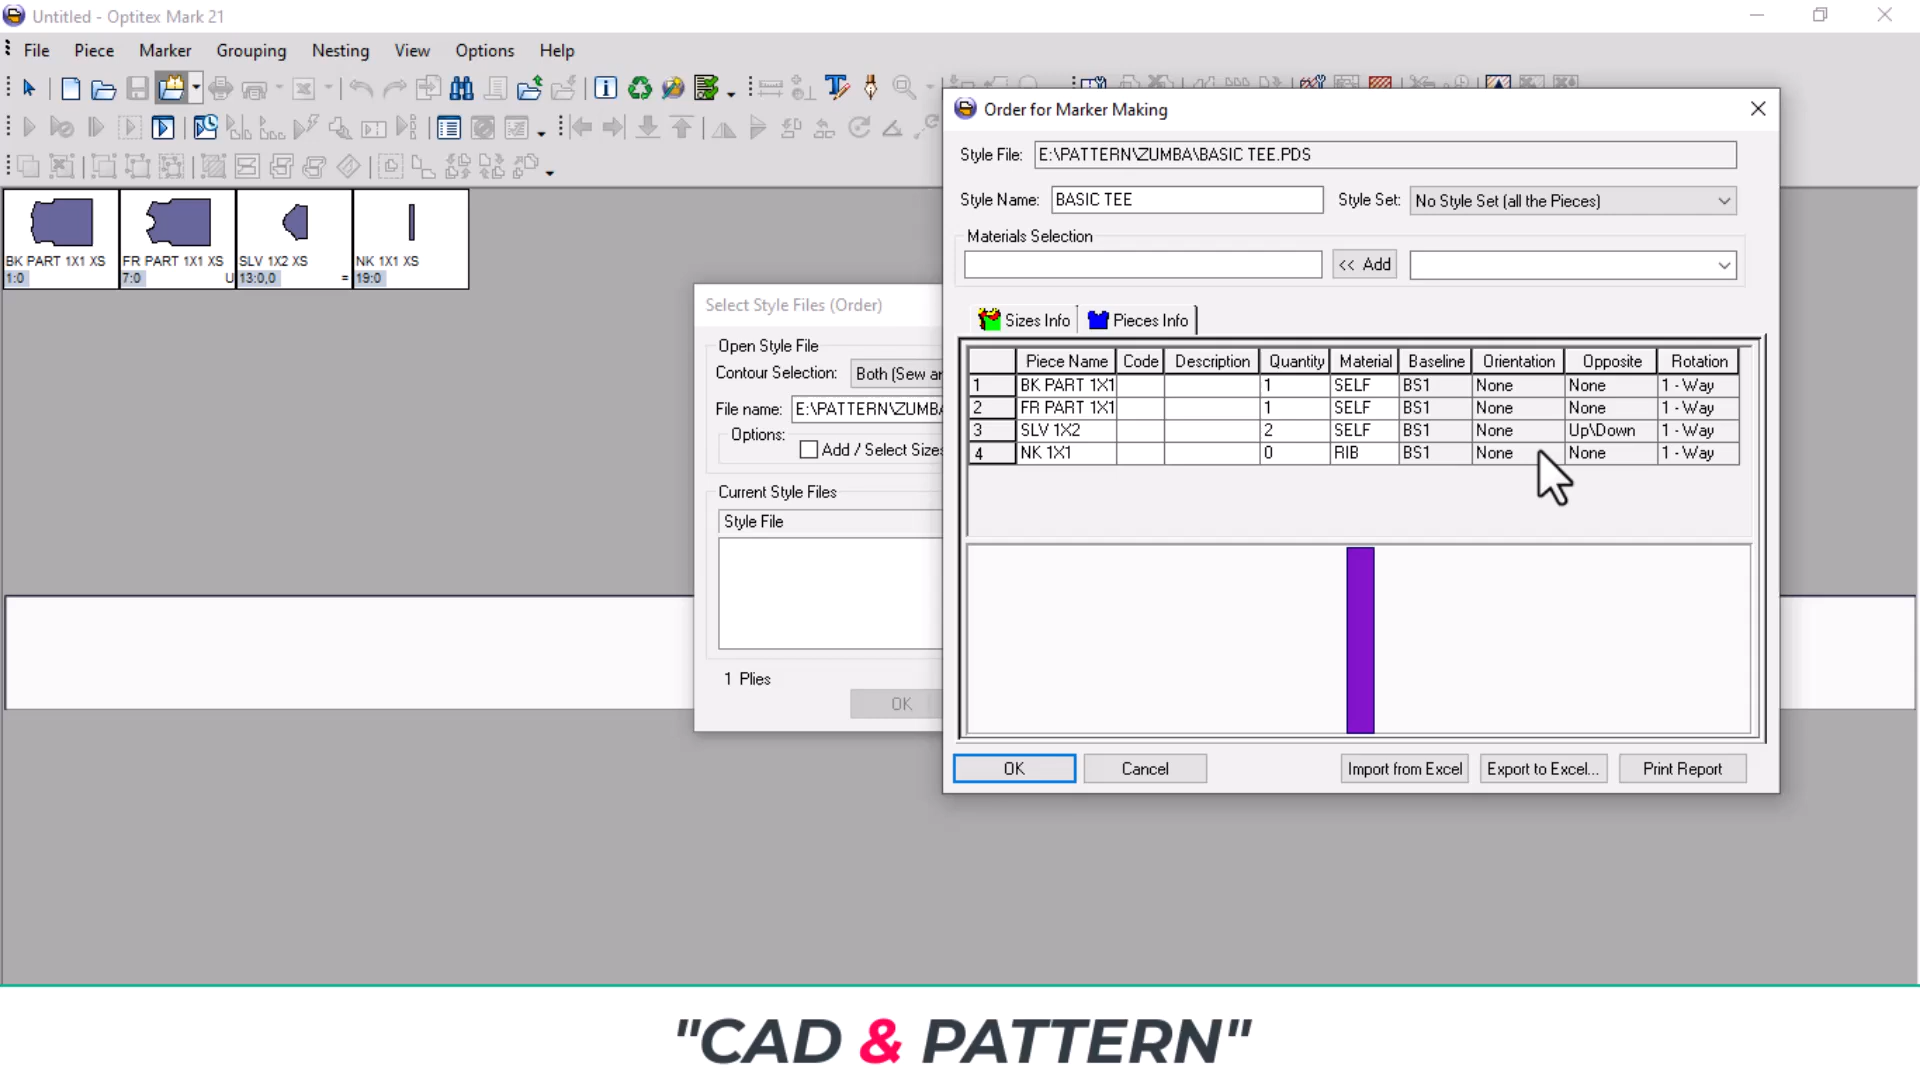 Untitled - Optitex Mark 21
File Piece Marker Grouping Nesting View Options Help
BK PART 1X1 XS
1:0
FR PART 1X1 XS
7:0 U
SLV 1X2 XS
13:0,0 =
NK 1X1 XS
19:0
Select Style Files (Order)
Open Style File
Contour Selection: Both (Sew an
File name: E:\PATTERN\ZUMBA
Options:
Add / Select Sizes
Current Style Files
Style File
1 Plies
OK
Order for Marker Making
Style File: E:\PATTERN\ZUMBA\BASIC TEE.PDS
Style Name: BASIC TEE Style Set: No Style Set (all the Pieces)
Materials Selection
<< Add
Sizes Info Pieces Info
Piece Name Code Description Quantity Material Baseline Orientation Opposite Rotation
1 BK PART 1X1 1 SELF BS1 None None 1 - Way
2 FR PART 1X1 1 SELF BS1 None None 1 - Way
3 SLV 1X2 2 SELF BS1 None Up\Down 1 - Way
4 NK 1X1 0 RIB BS1 None None 1 - Way
OK Cancel Import from Excel Export to Excel... Print Report
"CAD & PATTERN"